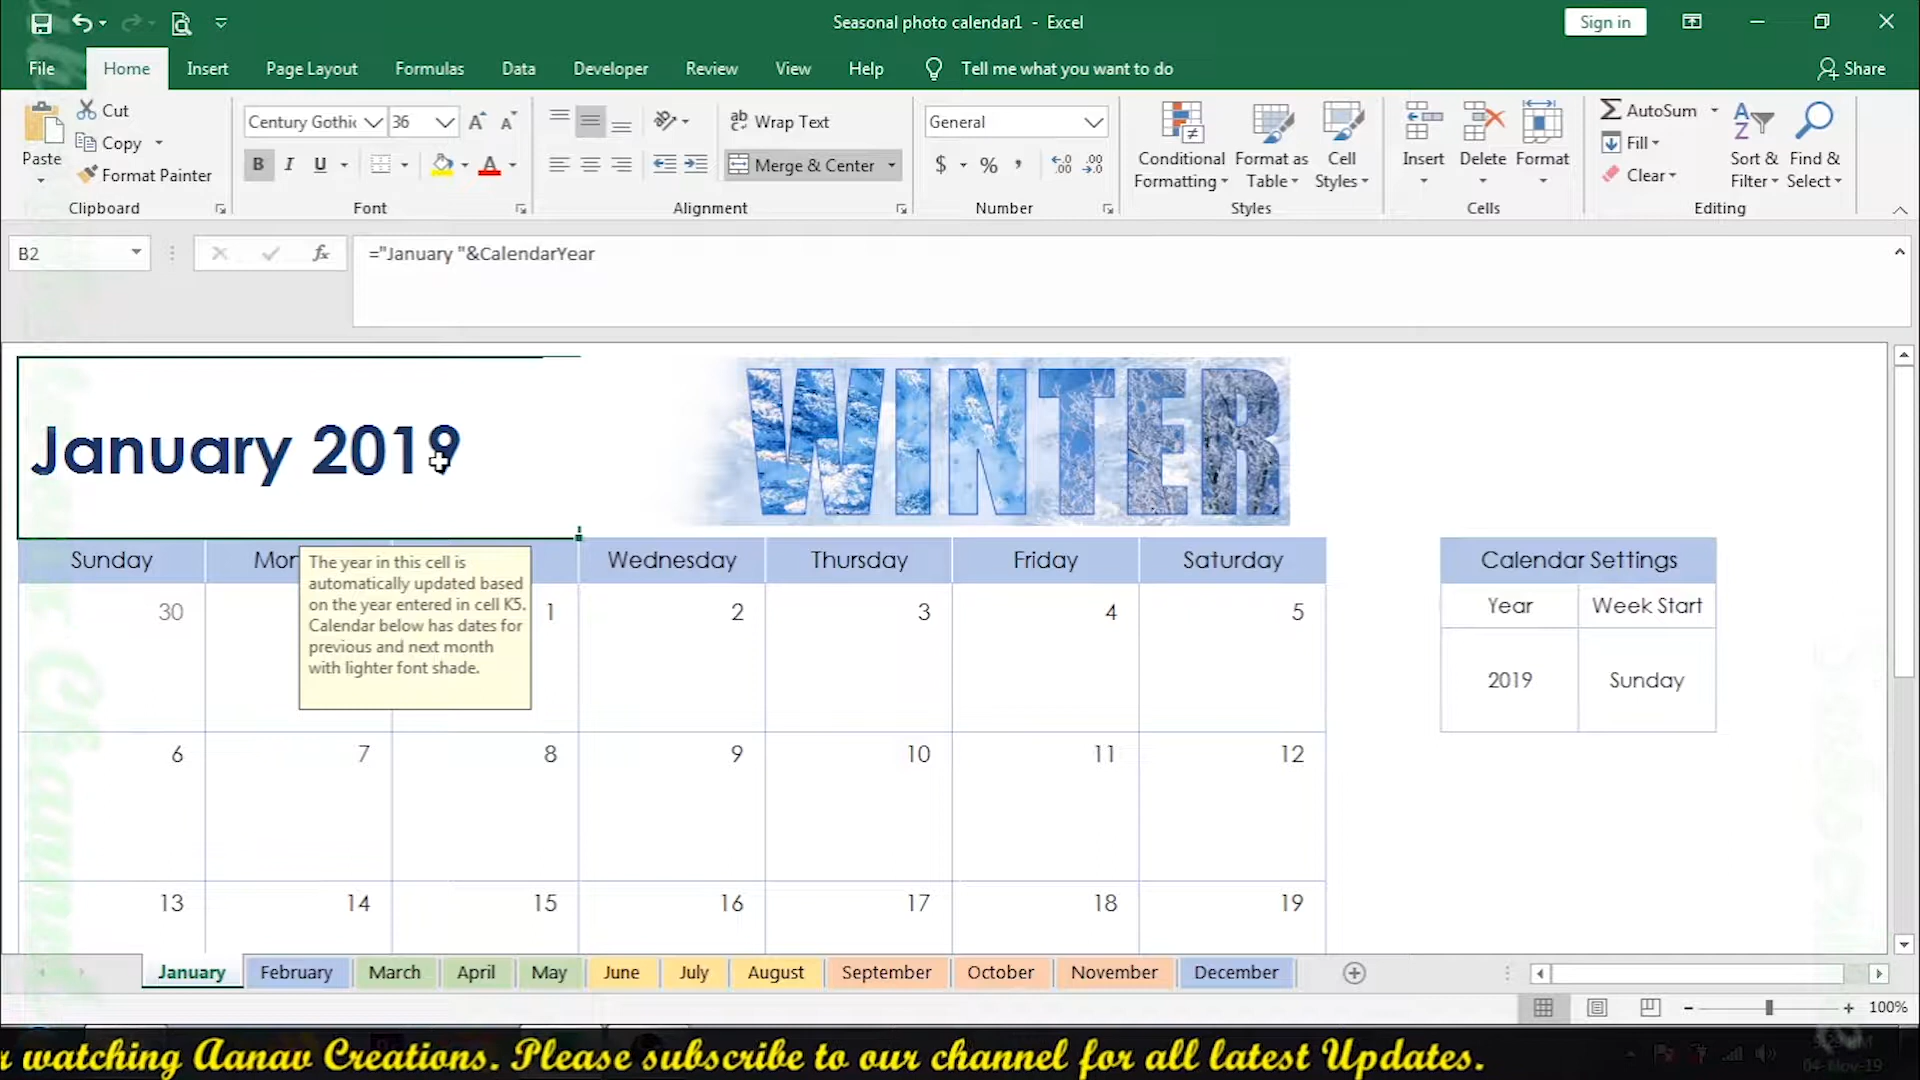 Seasonal photo calendar1 - Excel
Sign in
File Home Insert Page Layout Formulas Data Developer Review View Help Tell me what you want to do Share
Paste
Cut
Copy
Format Painter
Clipboard
Century Gothic 36
B I U
Font
Wrap Text
Merge & Center
Alignment
General
$ % ,
Number
Conditional Formatting
Format as Table
Cell Styles
Styles
Insert Delete Format
Cells
AutoSum
Fill
Clear
Sort & Filter
Find & Select
Editing
B2 fx ="January "&CalendarYear
January 2019
WINTER
Sunday Mon Wednesday Thursday Friday Saturday
30 1 2 3 4 5
The year in this cell is
automatically updated based
on the year entered in cell K5.
Calendar below has dates for
previous and next month
with lighter font shade.
6 7 8 9 10 11 12
13 14 15 16 17 18 19
Calendar Settings
Year Week Start
2019 Sunday
January February March April May June July August September October November December
100%
watching Aanav Creations. Please subscribe to our channel for all latest Updates.
04-Nov-19